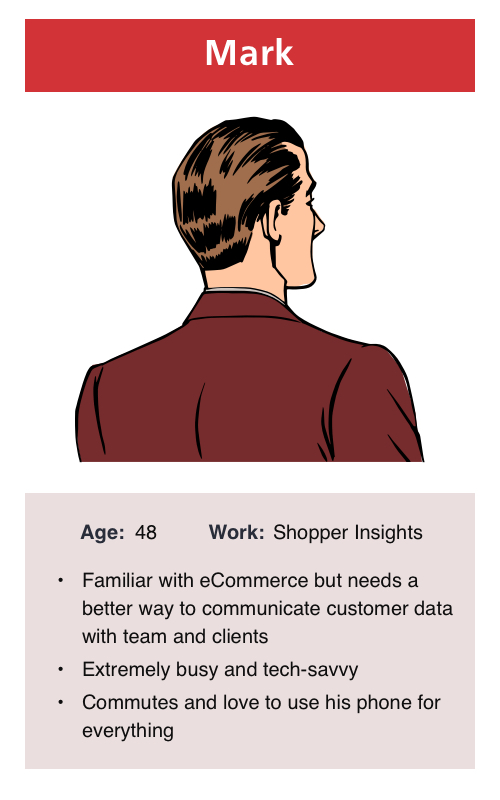 Mark
Age: 48 Work: Shopper Insights
• Familiar with eCommerce but needs a
better way to communicate customer data
with team and clients
• Extremely busy and tech-savvy
• Commutes and love to use his phone for
everything